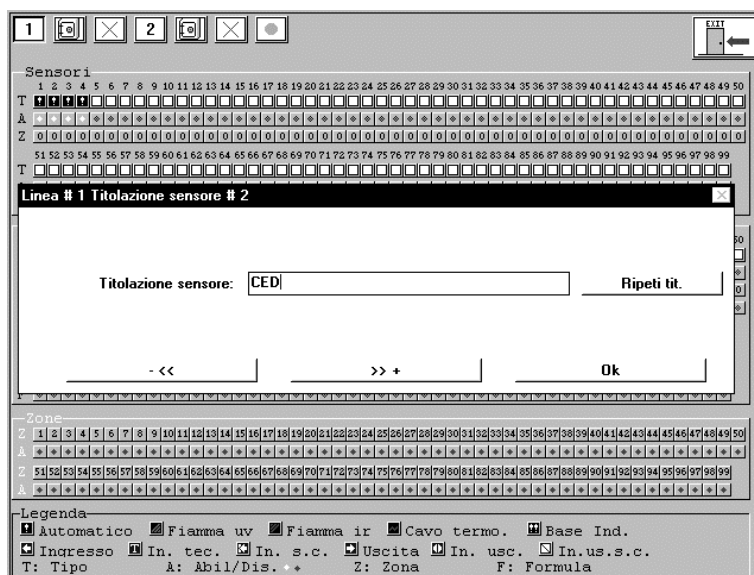 1 2 EXIT
Sensori
1 2 3 4 5 6 7 8 9 10 11 12 13 14 15 16 17 18 19 20 21 22 23 24 25 26 27 28 29 30 31 32 33 34 35 36 37 38 39 40 41 42 43 44 45 46 47 48 49 50
T
A
Z 0 0 0 0 0 0 0 0 0 0 0 0 0 0 0 0 0 0 0 0 0 0 0 0 0 0 0 0 0 0 0 0 0 0 0 0 0 0 0 0 0 0 0 0 0 0 0 0 0 0
51 52 53 54 55 56 57 58 59 60 61 62 63 64 65 66 67 68 69 70 71 72 73 74 75 76 77 78 79 80 81 82 83 84 85 86 87 88 89 90 91 92 93 94 95 96 97 98 99
T
Linea # 1 Titolazione sensore # 2
Titolazione sensore: CED Ripeti tit.
- << >> + Ok
Zone
Z 1 2 3 4 5 6 7 8 9 10 11 12 13 14 15 16 17 18 19 20 21 22 23 24 25 26 27 28 29 30 31 32 33 34 35 36 37 38 39 40 41 42 43 44 45 46 47 48 49 50
A
Z 51 52 53 54 55 56 57 58 59 60 61 62 63 64 65 66 67 68 69 70 71 72 73 74 75 76 77 78 79 80 81 82 83 84 85 86 87 88 89 90 91 92 93 94 95 96 97 98 99
A
Legenda
Automatico Fiamma uv Fiamma ir Cavo termo. Base Ind.
Ingresso In. tec. In. s.c. Uscita In. usc. In.us.s.c.
T: Tipo A: Abil/Dis. Z: Zona F: Formula